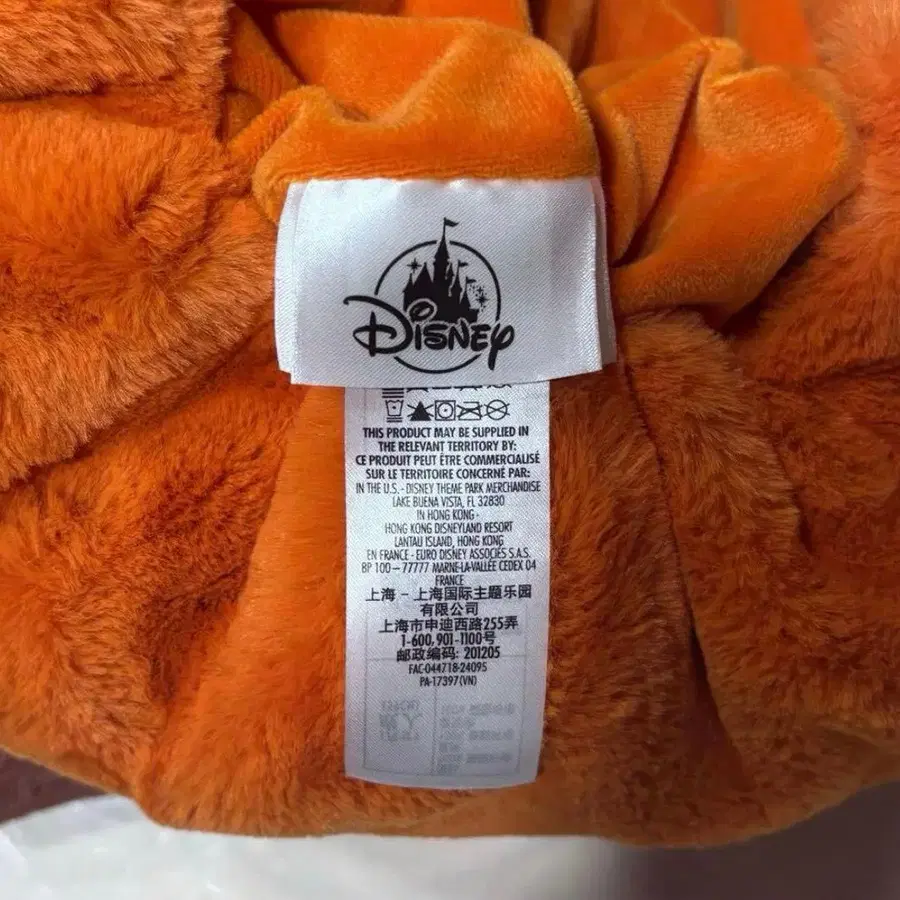 Disney
THIS PRODUCT MAY BE SUPPLIED IN
THE RELEVANT TERRITORY BY:
CE PRODUIT PEUT ÊTRE COMMERCIALISÉ
SUR LE TERRITOIRE CONCERNÉ PAR:
IN THE U.S. - DISNEY THEME PARK MERCHANDISE
LAKE BUENA VISTA, FL 32830
IN HONG KONG -
HONG KONG DISNEYLAND RESORT
LANTAU ISLAND, HONG KONG
EN FRANCE - EURO DISNEY ASSOCIÉS S.A.S.
BP 100 – 77777 MARNE-LA-VALLÉE CEDEX 04
FRANCE
上海 – 上海国际主题乐园
有限公司
上海市申迪西路255弄
1-600, 901-1100号
邮政编码: 201205
FAC-044718-24095
PA-17397(VN)